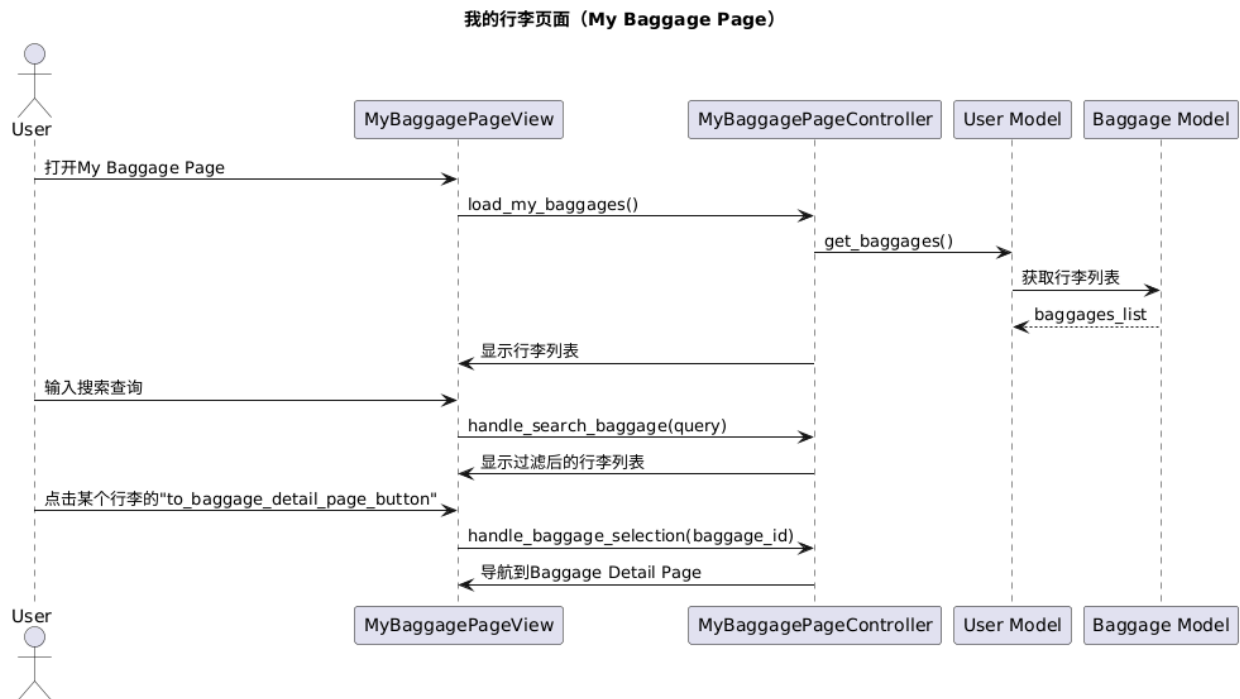 我的行李页面（My Baggage Page）
User
MyBaggagePageView
MyBaggagePageController
User Model
Baggage Model
打开My Baggage Page
load_my_baggages()
get_baggages()
获取行李列表
baggages_list
显示行李列表
输入搜索查询
handle_search_baggage(query)
显示过滤后的行李列表
点击某个行李的"to_baggage_detail_page_button"
handle_baggage_selection(baggage_id)
导航到Baggage Detail Page
User
MyBaggagePageView
MyBaggagePageController
User Model
Baggage Model